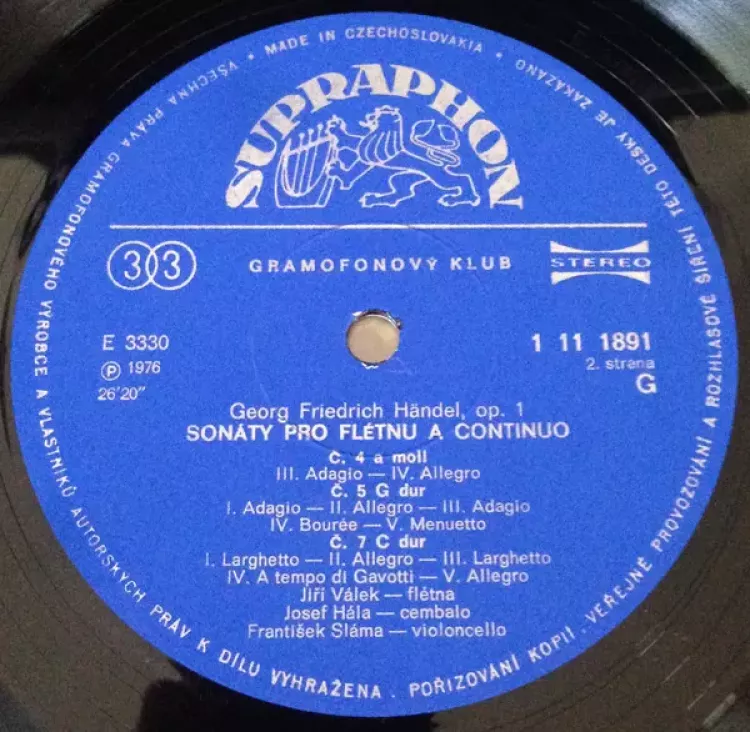 MADE IN CZECHOSLOVAKIA
SUPRAPHON
33
GRAMOFONOVÝ KLUB
STEREO
E 3330
℗ 1976
26'20"
1 11 1891
2. strana
G
Georg Friedrich Händel, op. 1
SONÁTY PRO FLÉTNU A CONTINUO
Č. 4 a moll
III. Adagio — IV. Allegro
Č. 5 G dur
I. Adagio — II. Allegro — III. Adagio
IV. Bourée — V. Menuetto
Č. 7 C dur
I. Larghetto — II. Allegro — III. Larghetto
IV. A tempo di Gavotti — V. Allegro
Jiří Válek — flétna
Josef Hála — cembalo
František Sláma — violoncello
VŠECHNA PRÁVA GRAMOFONOVÉHO VÝROBCE A VLASTNÍKŮ AUTORSKÝCH PRÁV K DÍLU VYHRAŽENA . POŘIZOVÁNÍ KOPIÍ . VEŘEJNÉ PROVOZOVÁNÍ A ROZHLASOVÉ ŠÍŘENÍ TÉTO DESKY JE ZAKÁZÁNO